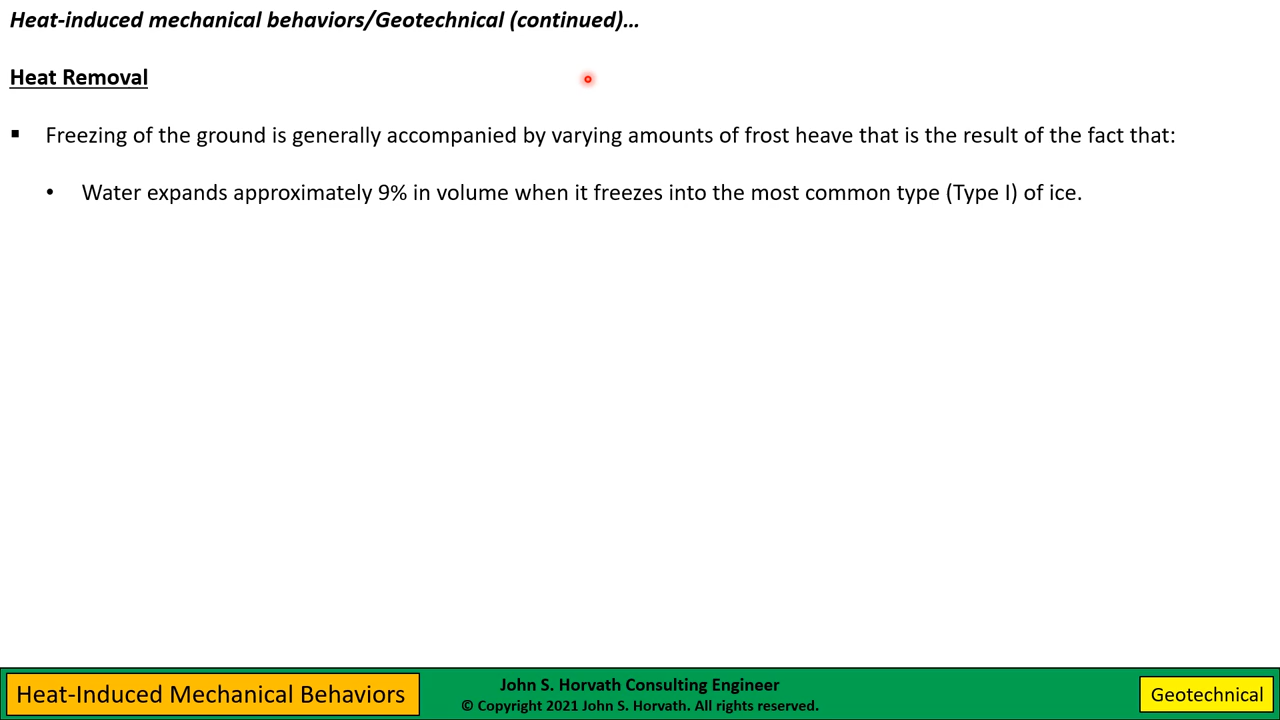 Heat-induced mechanical behaviors/Geotechnical (continued)…
Heat Removal
▪ Freezing of the ground is generally accompanied by varying amounts of frost heave that is the result of the fact that:
• Water expands approximately 9% in volume when it freezes into the most common type (Type I) of ice.
Heat-Induced Mechanical Behaviors
John S. Horvath Consulting Engineer
© Copyright 2021 John S. Horvath. All rights reserved.
Geotechnical